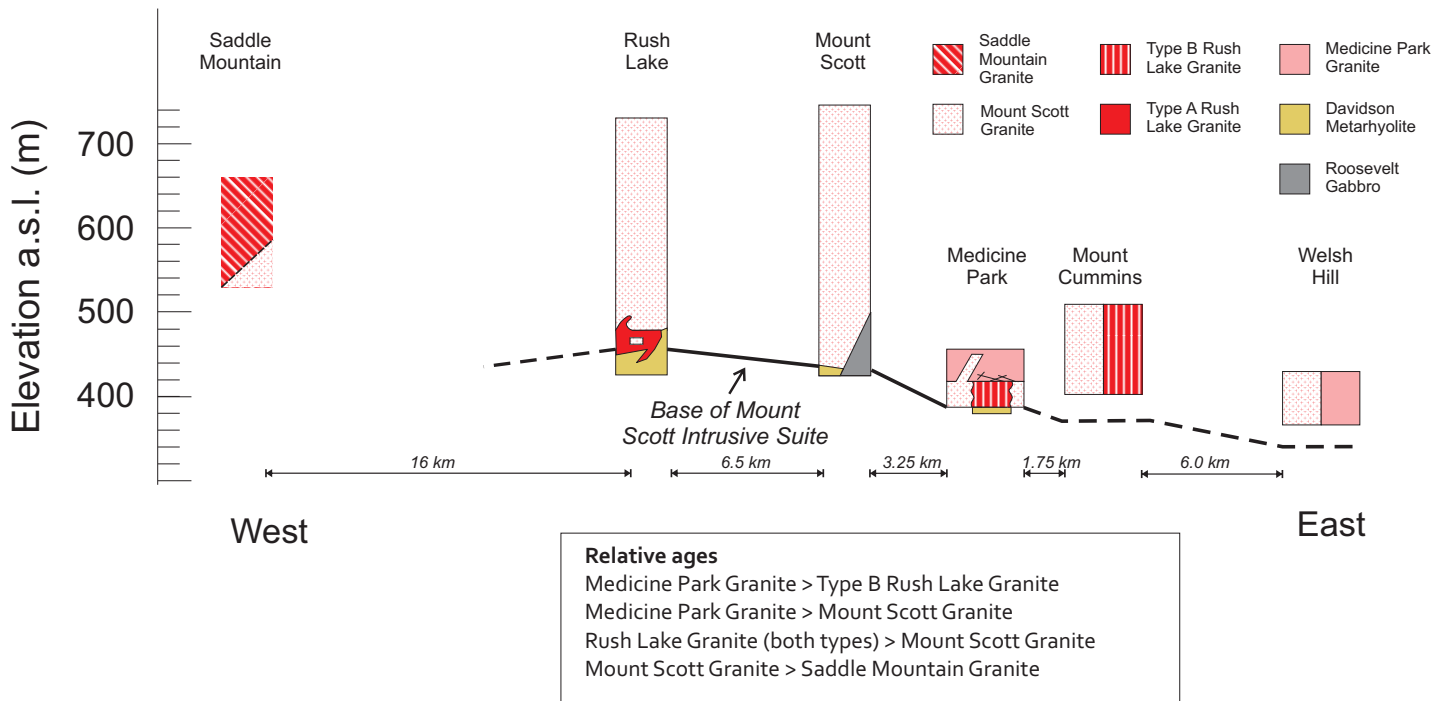 Saddle
Mountain
Rush
Lake
Mount
Scott
Saddle
Mountain
Granite
Type B Rush
Lake Granite
Medicine Park
Granite
Mount Scott
Granite
Type A Rush
Lake Granite
Davidson
Metarhyolite
Roosevelt
Gabbro
Elevation a.s.l. (m)
700
600
500
400
Medicine
Park
Mount
Cummins
Welsh
Hill
Base of Mount
Scott Intrusive Suite
16 km
6.5 km
3.25 km
1.75 km
6.0 km
West
East
Relative ages
Medicine Park Granite > Type B Rush Lake Granite
Medicine Park Granite > Mount Scott Granite
Rush Lake Granite (both types) > Mount Scott Granite
Mount Scott Granite > Saddle Mountain Granite